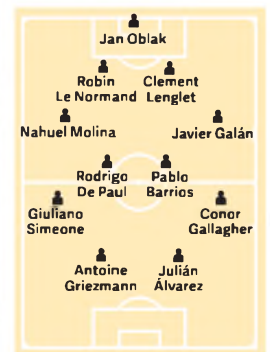 Jan Oblak
Robin
Le Normand
Clement
Lenglet
Nahuel Molina
Javier Galán
Rodrigo
De Paul
Pablo
Barrios
Giuliano
Simeone
Conor
Gallagher
Antoine
Griezmann
Julián
Álvarez